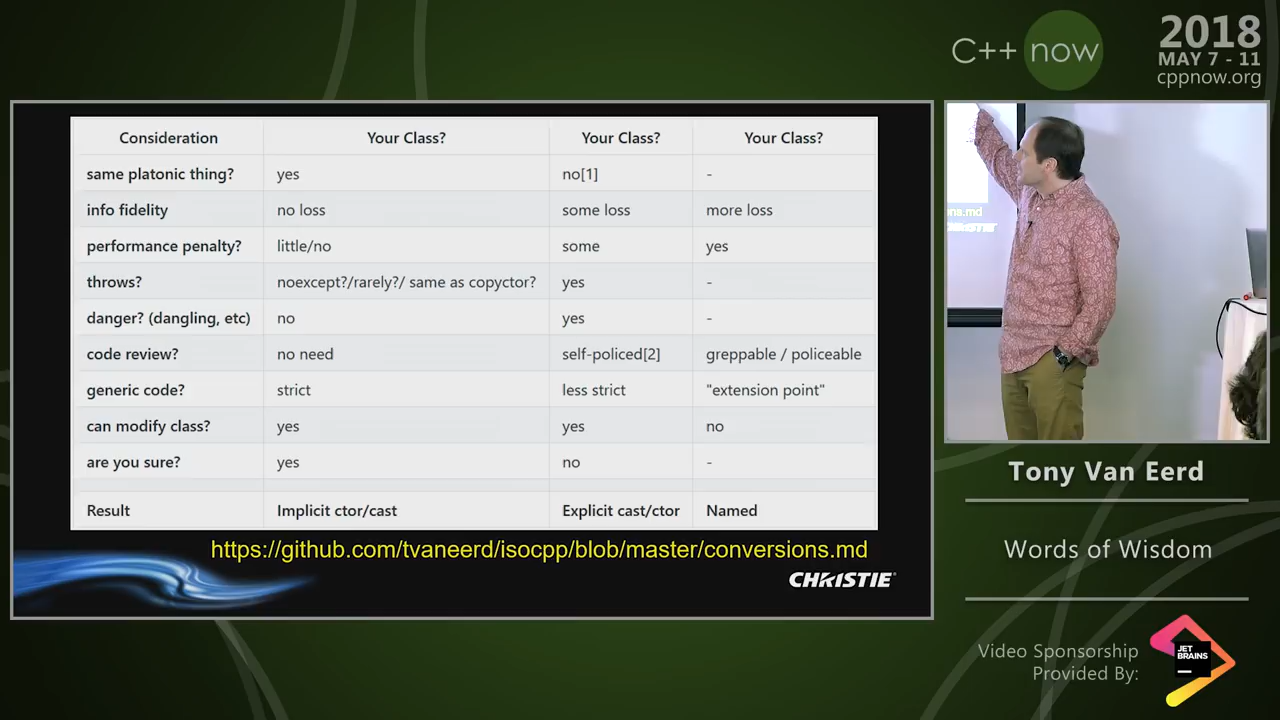 C++ now
2018
MAY 7 - 11
cppnow.org
Consideration Your Class? Your Class? Your Class?
same platonic thing? yes no[1] -
info fidelity no loss some loss more loss
performance penalty? little/no some yes
throws? noexcept?/rarely?/ same as copyctor? yes -
danger? (dangling, etc) no yes -
code review? no need self-policed[2] greppable / policeable
generic code? strict less strict "extension point"
can modify class? yes yes no
are you sure? yes no -
Result Implicit ctor/cast Explicit cast/ctor Named
https://github.com/tvaneerd/isocpp/blob/master/conversions.md
CHRISTIE
ns.md
Tony Van Eerd
Words of Wisdom
Video Sponsorship
Provided By:
JET
BRAINS